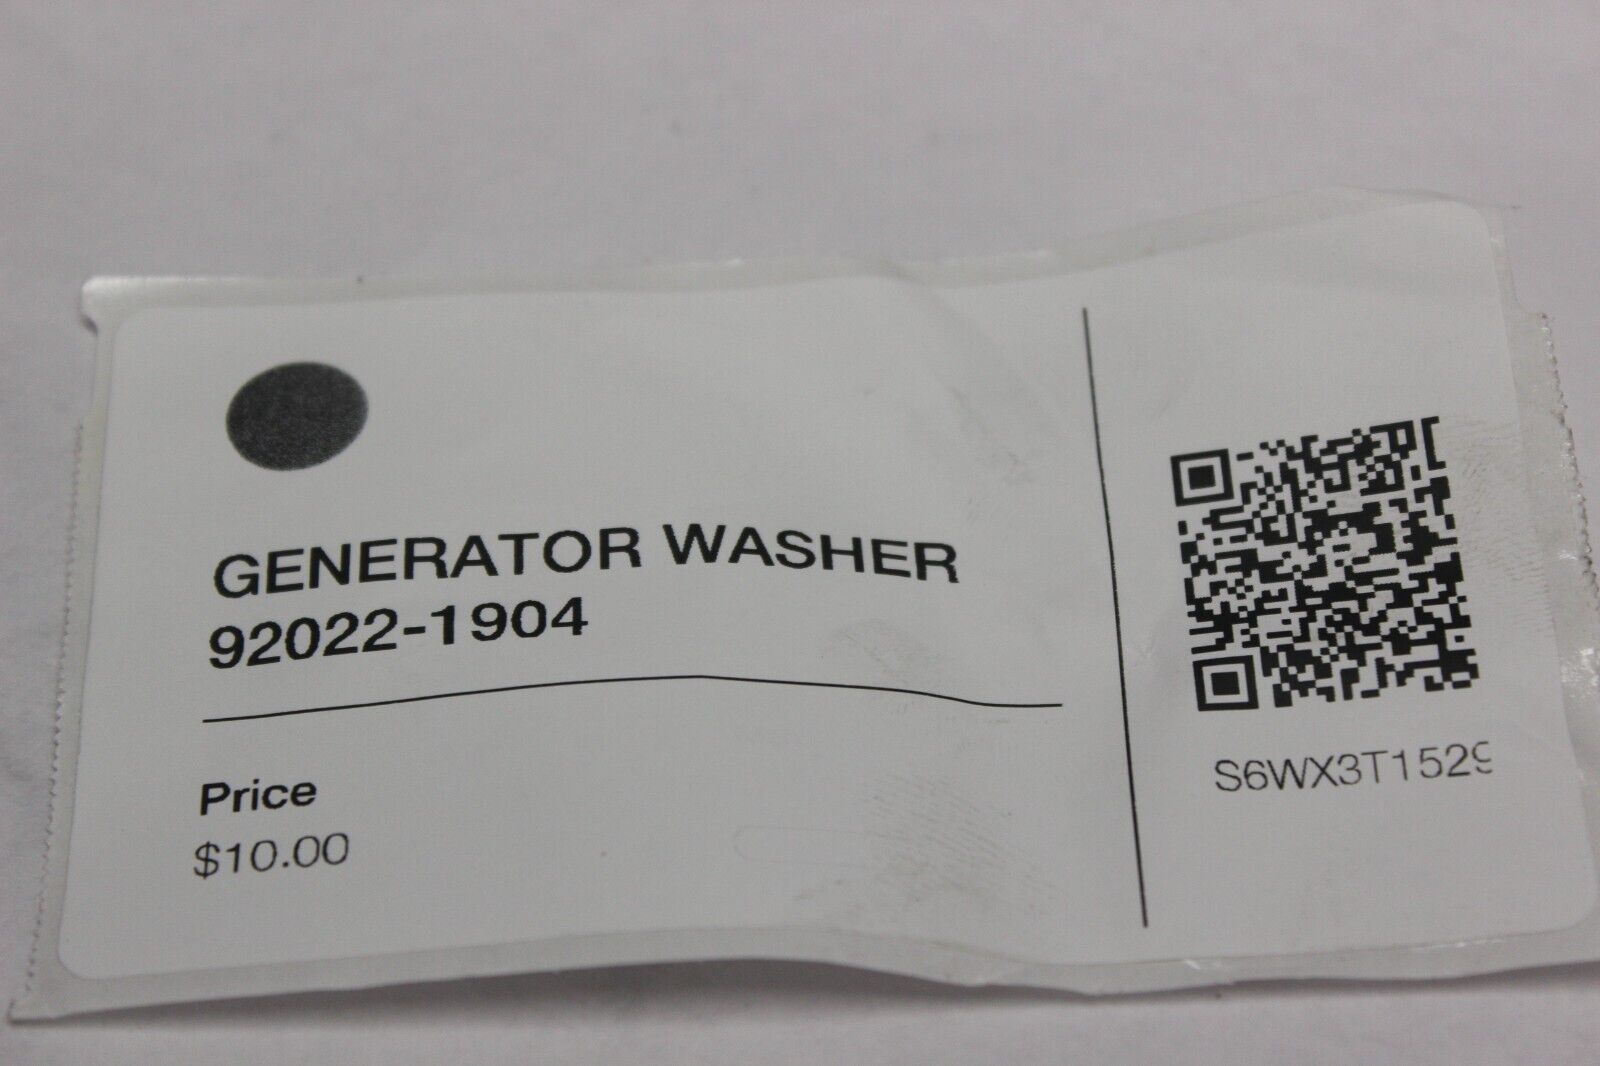 GENERATOR WASHER
92022-1904
Price
$10.00
S6WX3T1529